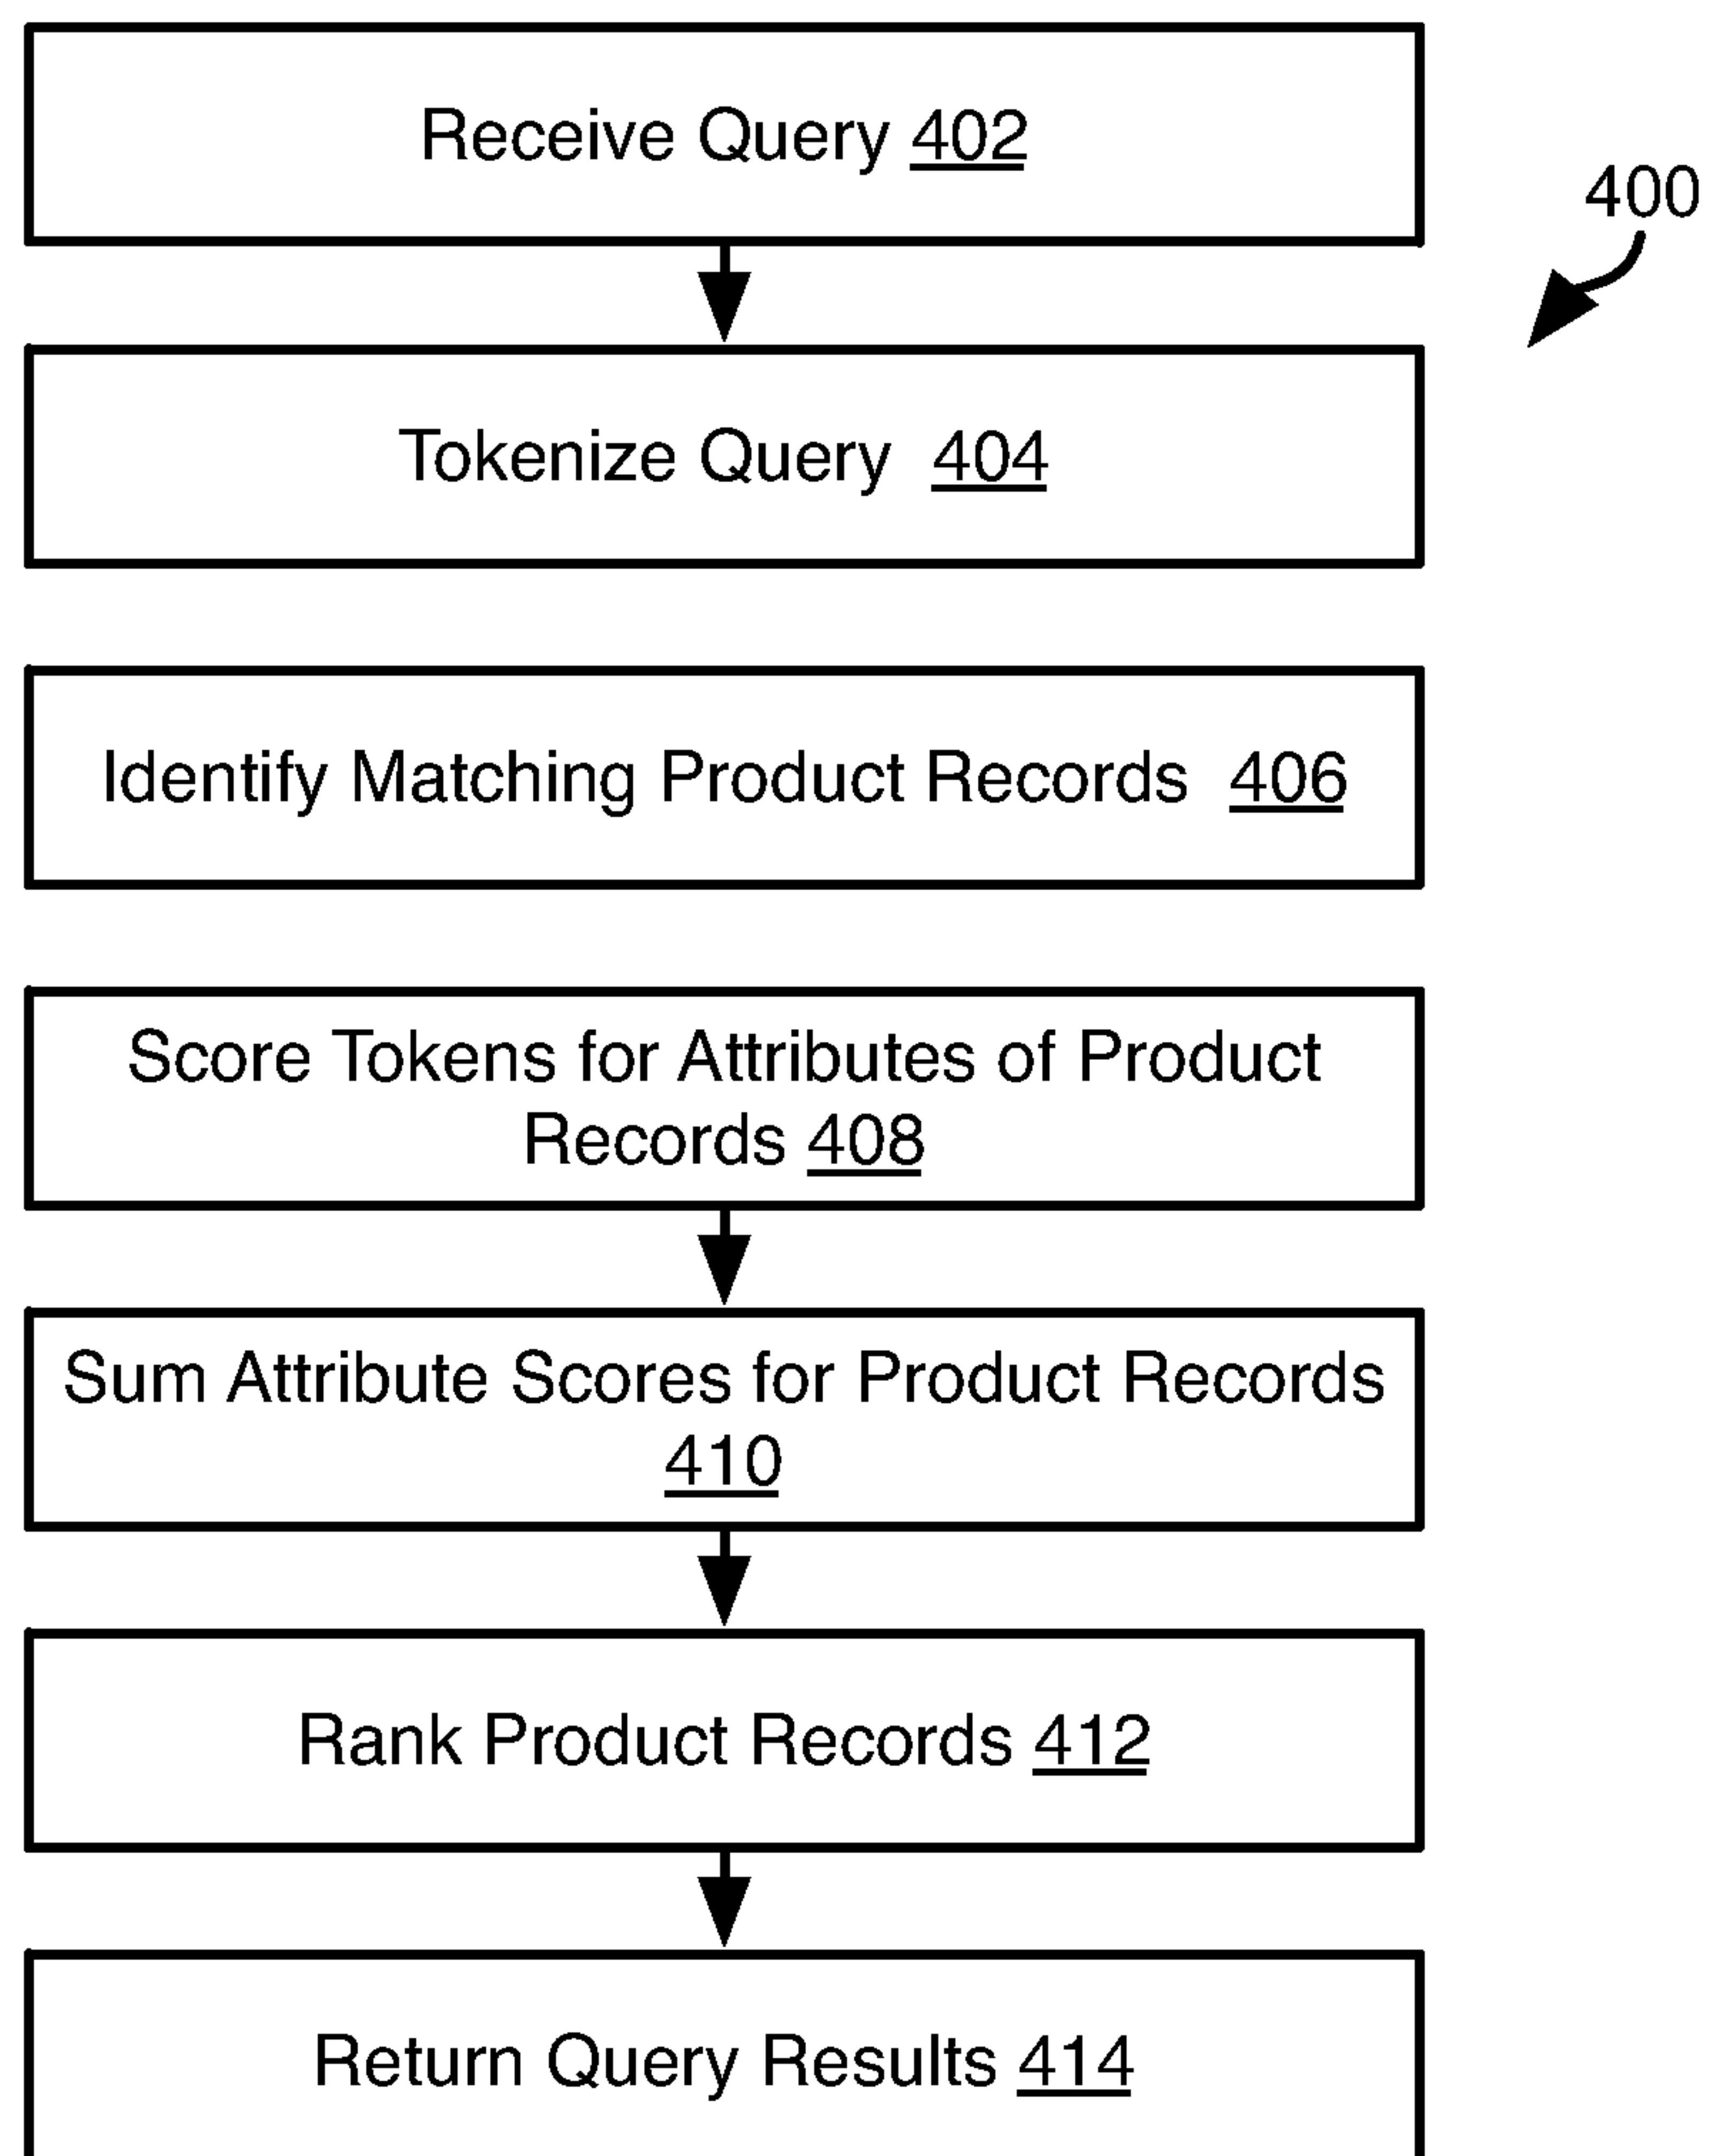 Receive Query 402
400
Tokenize Query 404
Identify Matching Product Records 406
Score Tokens for Attributes of Product
Records 408
Sum Attribute Scores for Product Records
410
Rank Product Records 412
Return Query Results 414